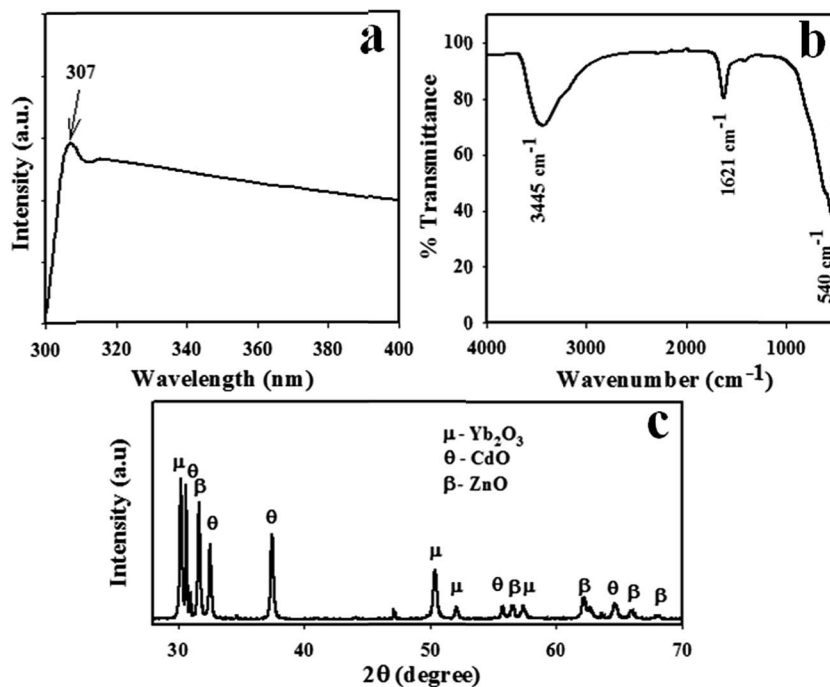 a
307
Intensity (a.u.)
300 320 340 360 380 400
Wavelength (nm)
b
100
80
60
40
20
0
% Transmittance
3445 cm-1
1621 cm-1
540 cm-1
4000 3000 2000 1000
Wavenumber (cm-1)
c
μ - Yb2O3
θ - CdO
β - ZnO
μ θ β θ θ μ μ θ β μ β θ β β
Intensity (a.u)
30 40 50 60 70
2θ (degree)